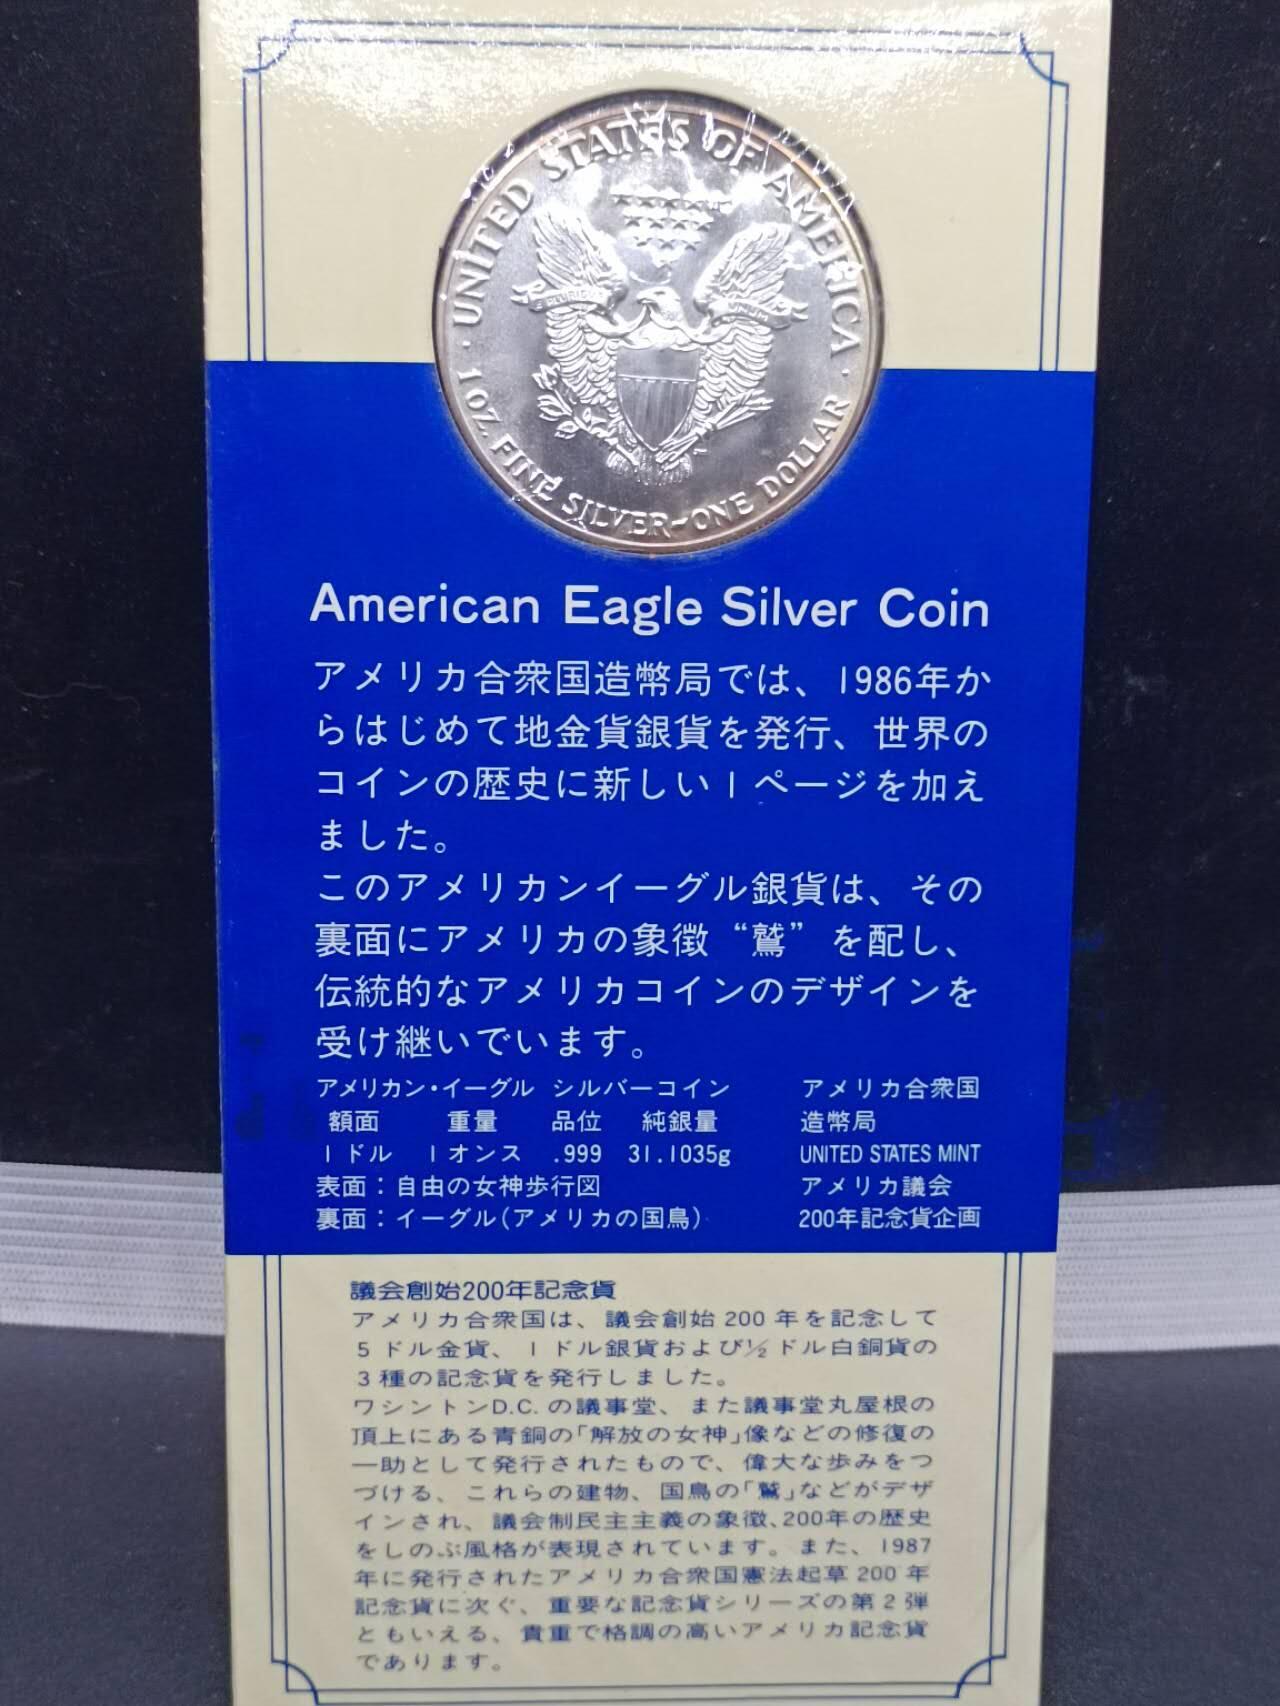 UNITED STATES OF AMERICA
E PLURIBUS UNUM
1 OZ. FINE SILVER~ONE DOLLAR
American Eagle Silver Coin
アメリカ合衆国造幣局では、1986年か
らはじめて地金貨銀貨を発行、世界の
コインの歴史に新しい1ページを加え
ました。
このアメリカンイーグル銀貨は、その
裏面にアメリカの象徴“鷲”を配し、
伝統的なアメリカコインのデザインを
受け継いでいます。
アメリカン・イーグル シルバーコイン
額面 重量 品位 純銀量
1ドル 1オンス .999 31.1035g
表面：自由の女神歩行図
裏面：イーグル(アメリカの国鳥)
アメリカ合衆国
造幣局
UNITED STATES MINT
アメリカ議会
200年記念貨企画
議会創始200年記念貨
アメリカ合衆国は、議会創始200年を記念して
5ドル金貨、1ドル銀貨および½ドル白銅貨の
3種の記念貨を発行しました。
ワシントンD.C.の議事堂、また議事堂丸屋根の
頂上にある青銅の「解放の女神」像などの修復の
一助として発行されたもので、偉大な歩みをつ
づける、これらの建物、国鳥の「鷲」などがデザ
インされ、議会制民主主義の象徴、200年の歴史
をしのぶ風格が表現されています。また、1987
年に発行されたアメリカ合衆国憲法起草200年
記念貨に次ぐ、重要な記念貨シリーズの第2弾
ともいえる、貴重で格調の高いアメリカ記念貨
であります。